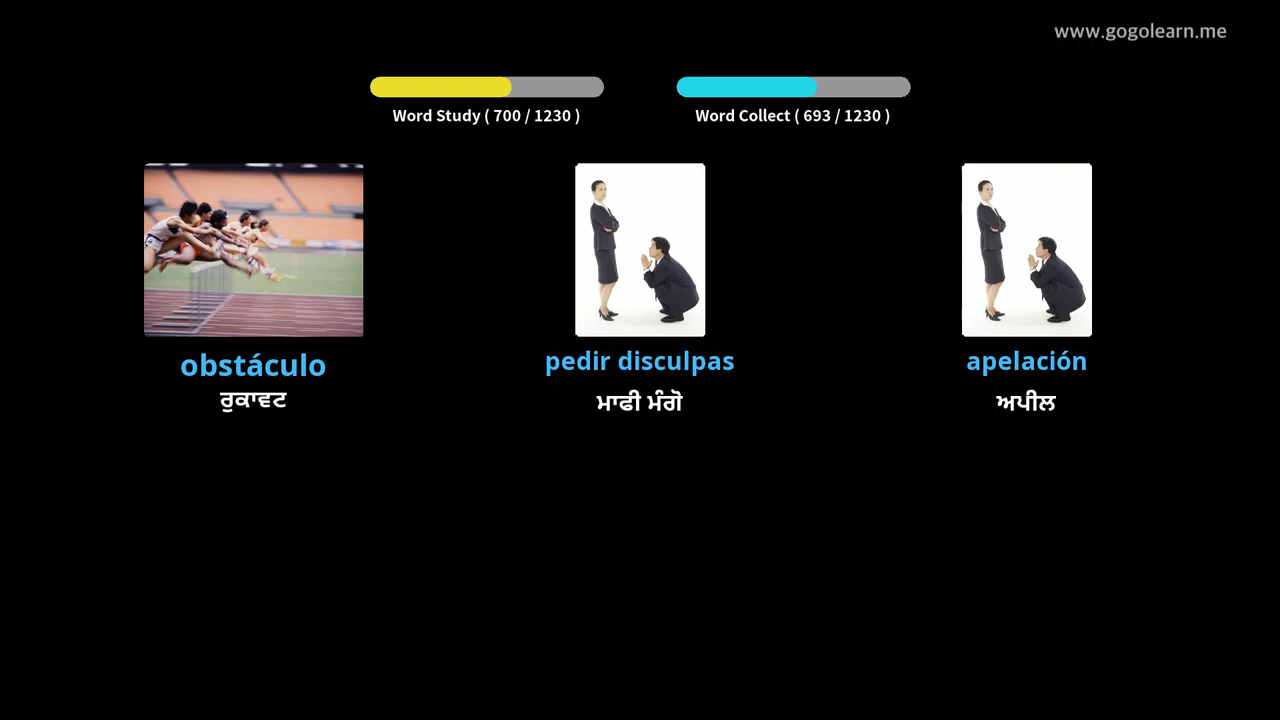 www.gogolearn.me
Word Study ( 700 / 1230 )
Word Collect ( 693 / 1230 )
obstáculo
ਰੁਕਾਵਟ
pedir disculpas
ਮਾਫੀ ਮੰਗੋ
apelación
ਅਪੀਲ